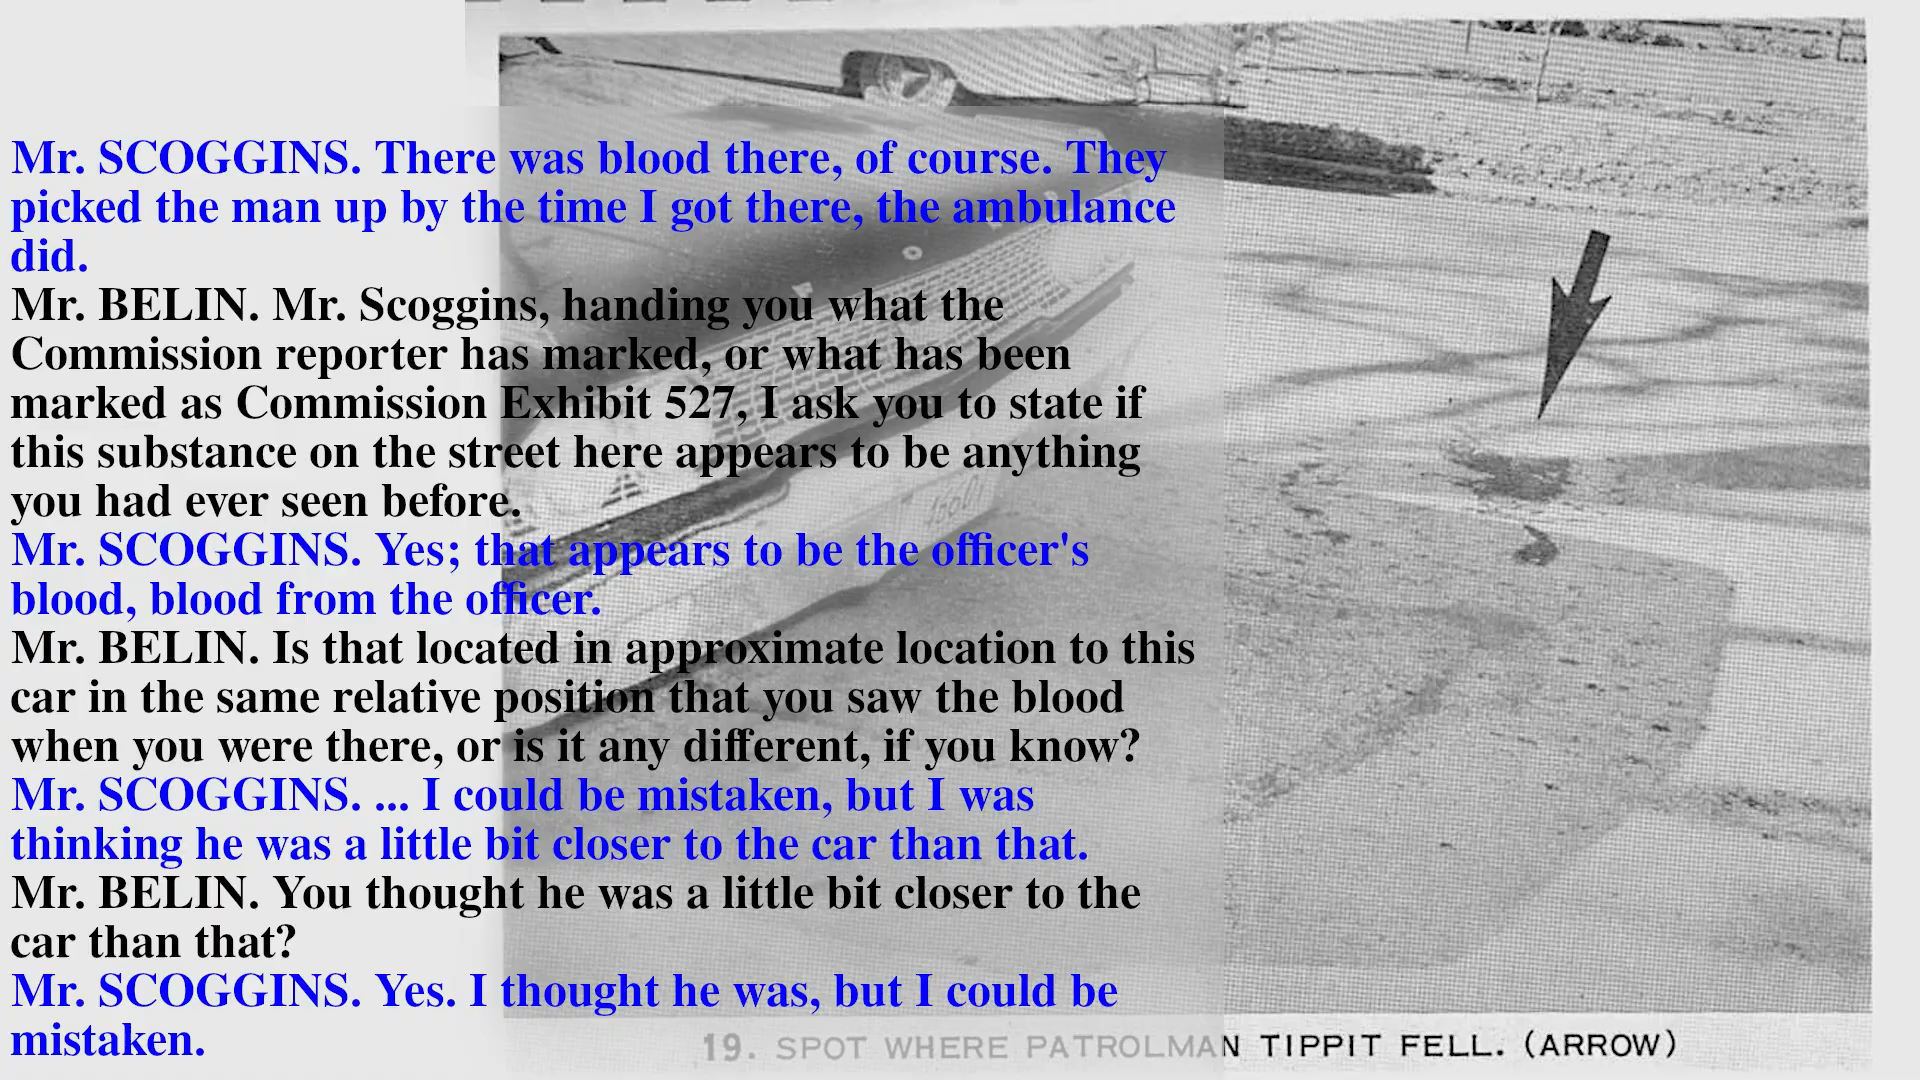 Mr. SCOGGINS. There was blood there, of course. They
picked the man up by the time I got there, the ambulance
did.
Mr. BELIN. Mr. Scoggins, handing you what the
Commission reporter has marked, or what has been
marked as Commission Exhibit 527, I ask you to state if
this substance on the street here appears to be anything
you had ever seen before.
Mr. SCOGGINS. Yes; that appears to be the officer's
blood, blood from the officer.
Mr. BELIN. Is that located in approximate location to this
car in the same relative position that you saw the blood
when you were there, or is it any different, if you know?
Mr. SCOGGINS. ... I could be mistaken, but I was
thinking he was a little bit closer to the car than that.
Mr. BELIN. You thought he was a little bit closer to the
car than that?
Mr. SCOGGINS. Yes. I thought he was, but I could be
mistaken.
19. SPOT WHERE PATROLMAN TIPPIT FELL. (ARROW)